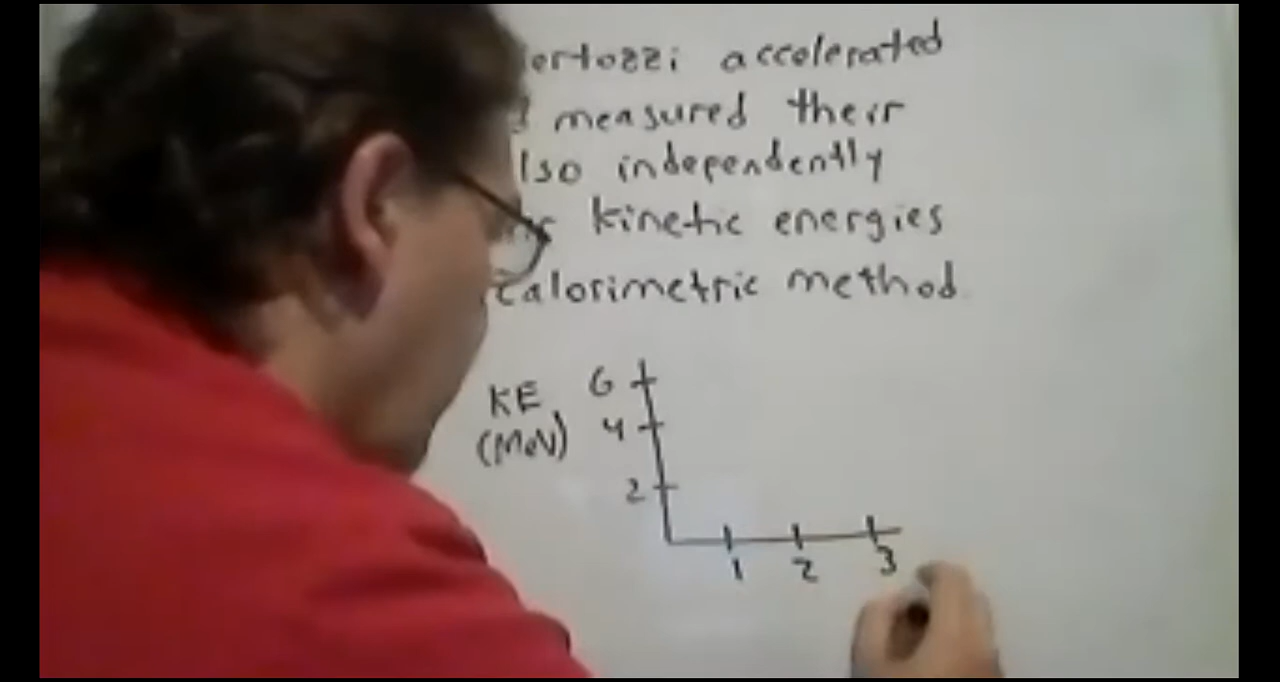 ertozzi accelerated
measured their
lso independently
kinetic energies
calorimetric method.
KE
(MeV)
6
4
2
1 2 3